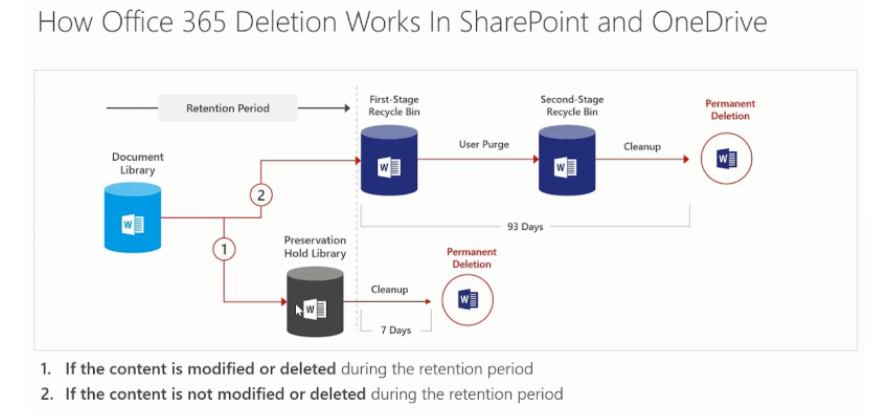 How Office 365 Deletion Works In SharePoint and OneDrive
Retention Period
First-Stage
Recycle Bin
Second-Stage
Recycle Bin
Permanent
Deletion
User Purge
Cleanup
Document
Library
W
W
W
W
2
93 Days
1
Preservation
Hold Library
Permanent
Deletion
Cleanup
W
W
7 Days
1. If the content is modified or deleted during the retention period
2. If the content is not modified or deleted during the retention period